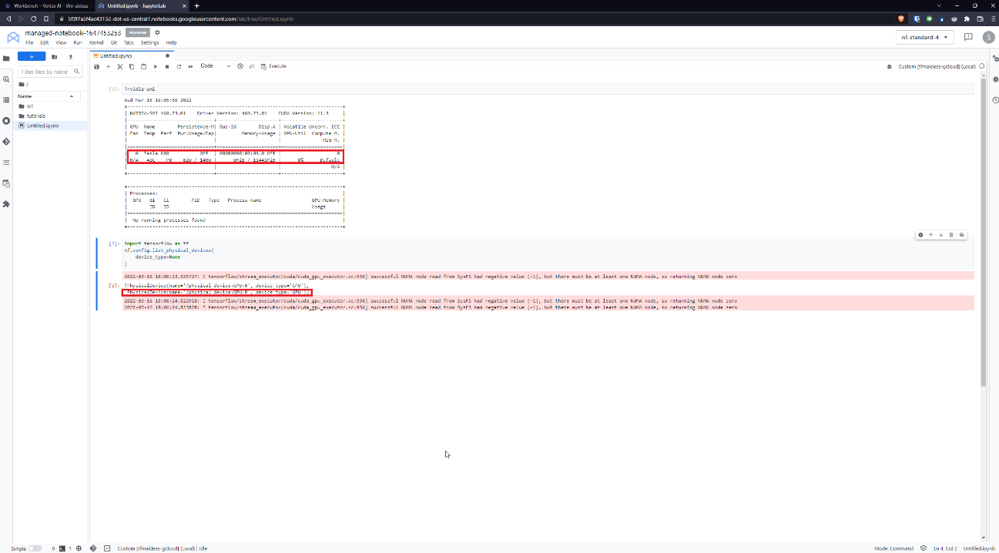 Workbench – Vertex AI – tfm-aideas
Untitled.ipynb - JupyterLab
5f3f7a5f4ac43132-dot-us-central1.notebooks.googleusercontent.com/lab/tree/Untitled.ipynb
managed-notebook-1647453253 PREVIEW
File Edit View Run Kernel Git Tabs Settings Help
n1-standard-4
S
Untitled.ipynb
Filter files by name
Code
git
Execute
Custom [tfmaideas-gcloud] (Local)
/
Name
src
tutorials
Untitled.ipynb
[1]: !nvidia-smi
Wed Mar 16 18:05:58 2022
NVIDIA-SMI 460.73.01 Driver Version: 460.73.01 CUDA Version: 11.3
GPU Name Persistence-M| Bus-Id Disp.A | Volatile Uncorr. ECC
Fan Temp Perf Pwr:Usage/Cap| Memory-Usage | GPU-Util Compute M.
MIG M.
0 Tesla K80 Off | 00000000:00:04.0 Off | 0
N/A 48C P0 62W / 149W | 0MiB / 11441MiB | 0% Default
N/A
Processes:
GPU GI CI PID Type Process name GPU Memory
ID ID Usage
No running processes found
[2]: import tensorflow as tf
tf.config.list_physical_devices(
device_type=None
)
2022-03-16 18:06:23.525727: I tensorflow/stream_executor/cuda/cuda_gpu_executor.cc:936] successful NUMA node read from SysFS had negative value (-1), but there must be at least one NUMA node, so returning NUMA node zero
[2]: [PhysicalDevice(name='/physical_device:CPU:0', device_type='CPU'),
PhysicalDevice(name='/physical_device:GPU:0', device_type='GPU')]
2022-03-16 18:06:24.822918: I tensorflow/stream_executor/cuda/cuda_gpu_executor.cc:936] successful NUMA node read from SysFS had negative value (-1), but there must be at least one NUMA node, so returning NUMA node zero
2022-03-16 18:06:24.823828: I tensorflow/stream_executor/cuda/cuda_gpu_executor.cc:936] successful NUMA node read from SysFS had negative value (-1), but there must be at least one NUMA node, so returning NUMA node zero
Simple 0 1 Custom [tfmaideas-gcloud] (Local) | Idle
Mode: Command Ln 4, Col 2 Untitled.ipynb